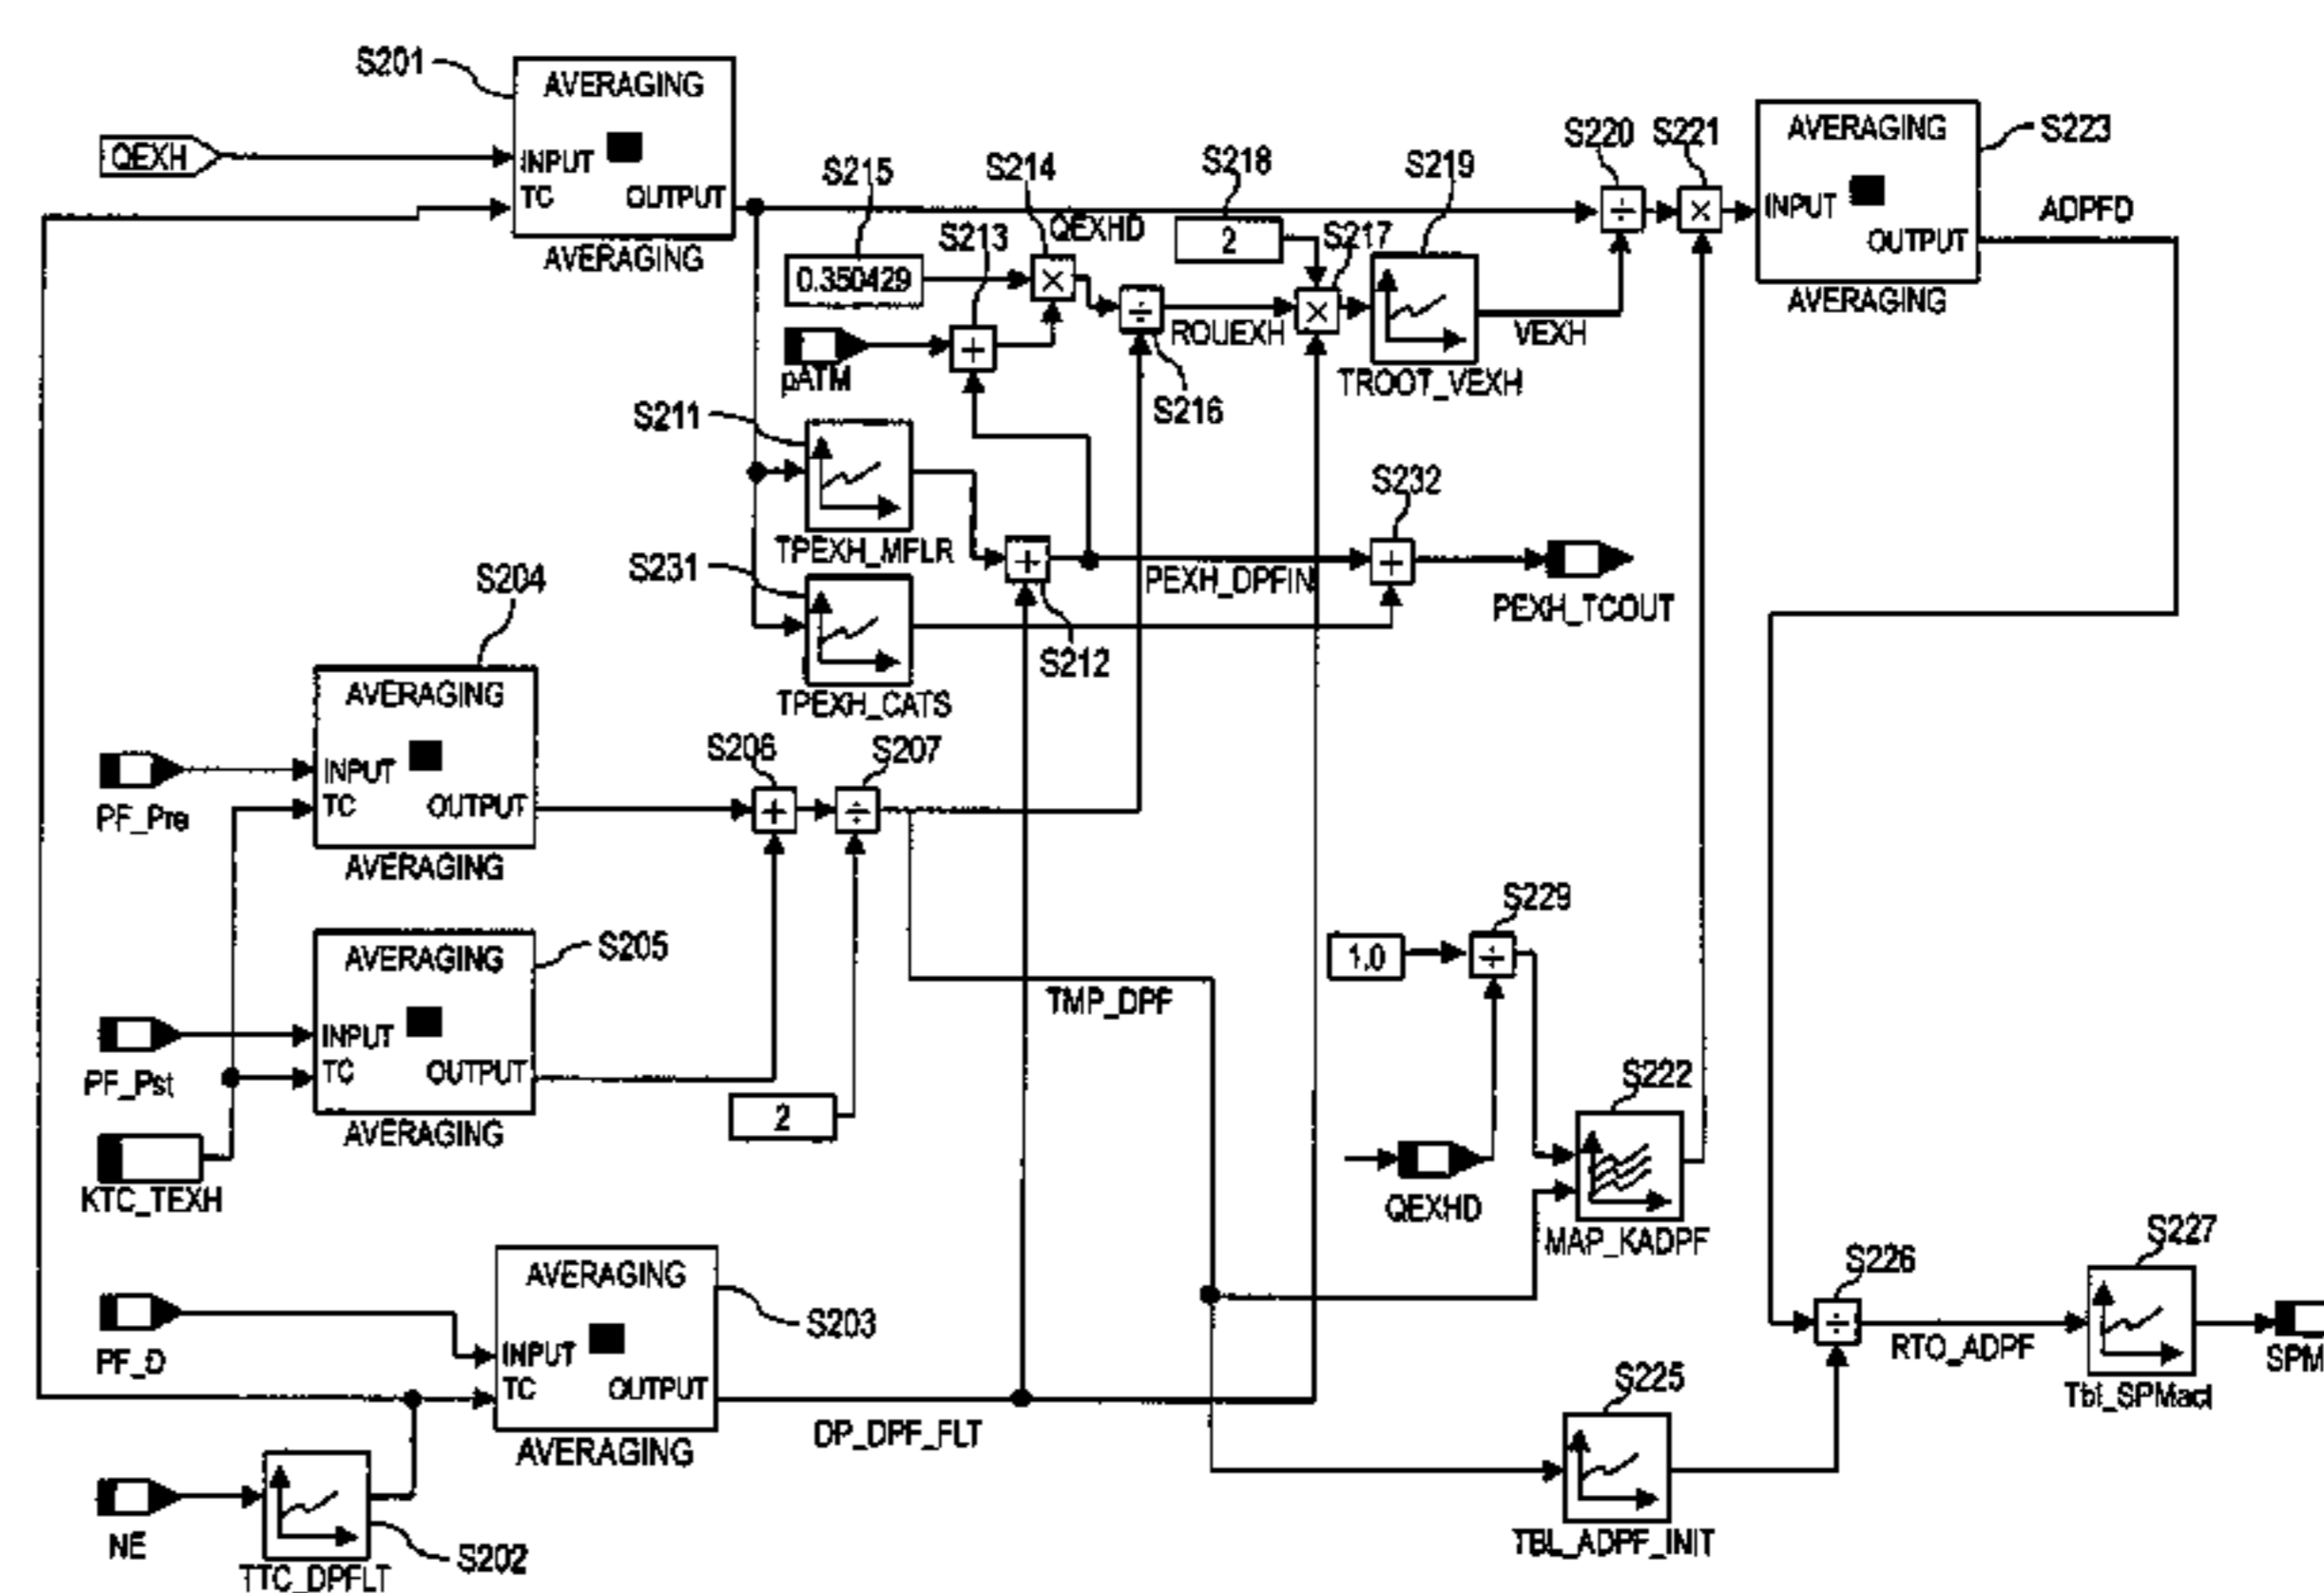 S201
AVERAGING
QEXH
INPUT
TC
OUTPUT
AVERAGING
S215
S214
S218
S219
S220
S221
AVERAGING
S223
INPUT
OUTPUT
AVERAGING
ADPFD
S213
QEXHD
2
S217
0.350429
×
÷
×
÷
×
ROUEXH
VEXH
pATM
+
TROOT_VEXH
S216
S211
TPEXH_MFLR
S232
S231
+
PEXH_DPFIN
+
PEXH_TCOUT
S212
TPEXH_CATS
S204
AVERAGING
INPUT
TC
OUTPUT
AVERAGING
PF_Pre
S206
S207
+
÷
S205
AVERAGING
INPUT
TC
OUTPUT
AVERAGING
PF_Pst
KTC_TEXH
2
TMP_DPF
S229
1.0
÷
S222
QEXHD
MAP_KADPF
AVERAGING
S203
PF_D
INPUT
TC
OUTPUT
AVERAGING
DP_DPF_FLT
S226
S227
÷
RTO_ADPF
SPM
S225
NE
S202
TTC_DPFLT
TBL_ADPF_INIT